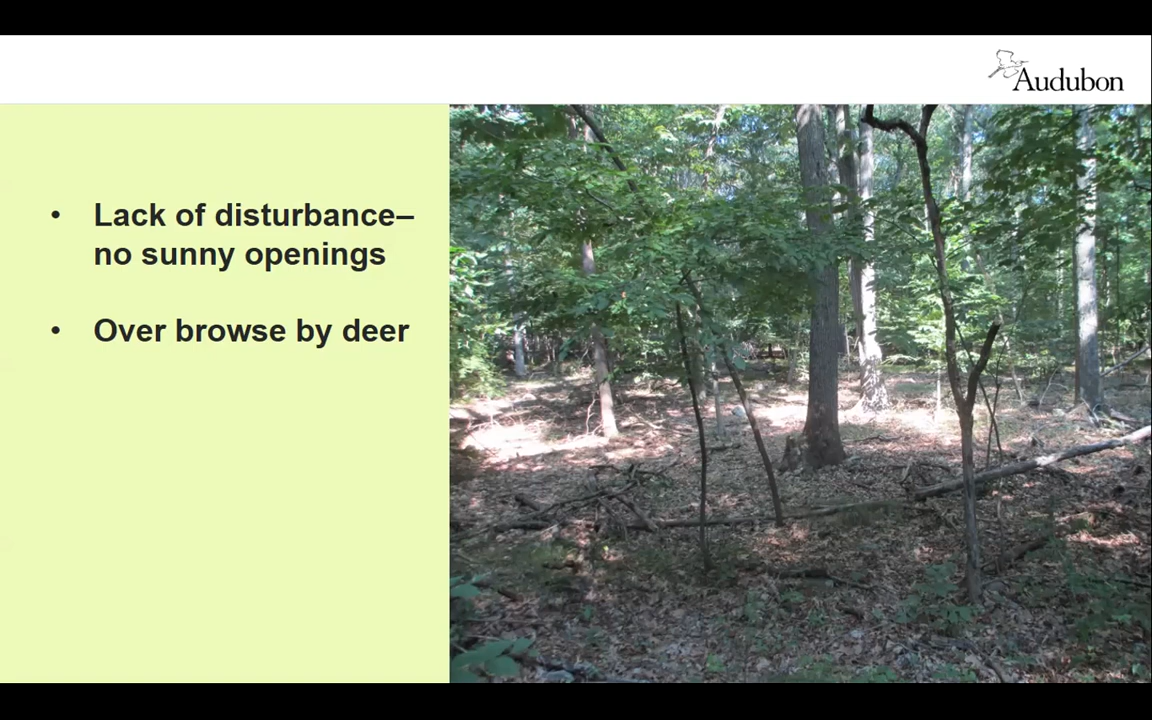 Audubon
• Lack of disturbance–
no sunny openings
• Over browse by deer